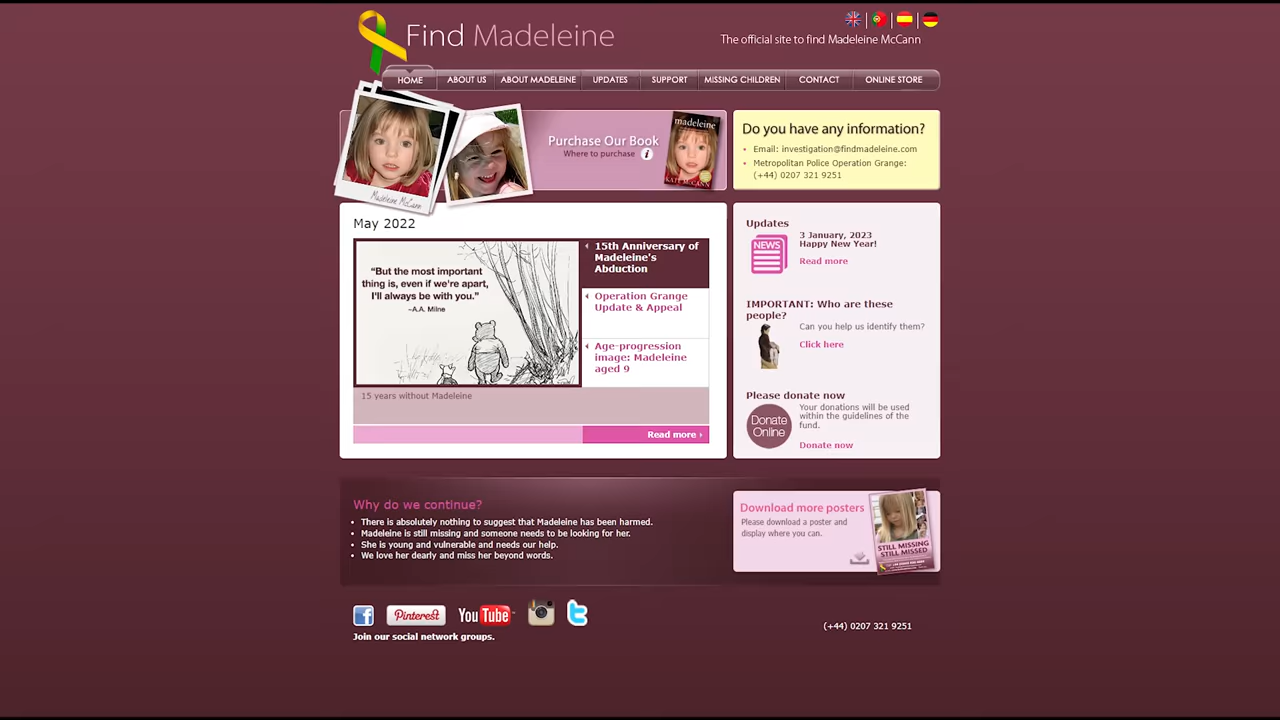 Find Madeleine
The official site to find Madeleine McCann
HOME
ABOUT US
ABOUT MADELEINE
UPDATES
SUPPORT
MISSING CHILDREN
CONTACT
ONLINE STORE
Madeleine McCann
Purchase Our Book
Where to purchase i
madeleine
KATE McCANN
Do you have any information?
• Email: investigation@findmadeleine.com
• Metropolitan Police Operation Grange:
(+44) 0207 321 9251
May 2022
“But the most important
thing is, even if we're apart,
I'll always be with you.”
~A.A. Milne
15th Anniversary of
Madeleine's
Abduction
Operation Grange
Update & Appeal
Age-progression
image: Madeleine
aged 9
15 years without Madeleine
Read more ›
Updates
NEWS
3 January, 2023
Happy New Year!
Read more
IMPORTANT: Who are these
people?
Can you help us identify them?
Click here
Please donate now
Donate
Online
Your donations will be used
within the guidelines of the
fund.
Donate now
Why do we continue?
• There is absolutely nothing to suggest that Madeleine has been harmed.
• Madeleine is still missing and someone needs to be looking for her.
• She is young and vulnerable and needs our help.
• We love her dearly and miss her beyond words.
Download more posters
Please download a poster and
display where you can.
STILL MISSING
STILL MISSED
f
Pinterest
YouTube
Join our social network groups.
(+44) 0207 321 9251